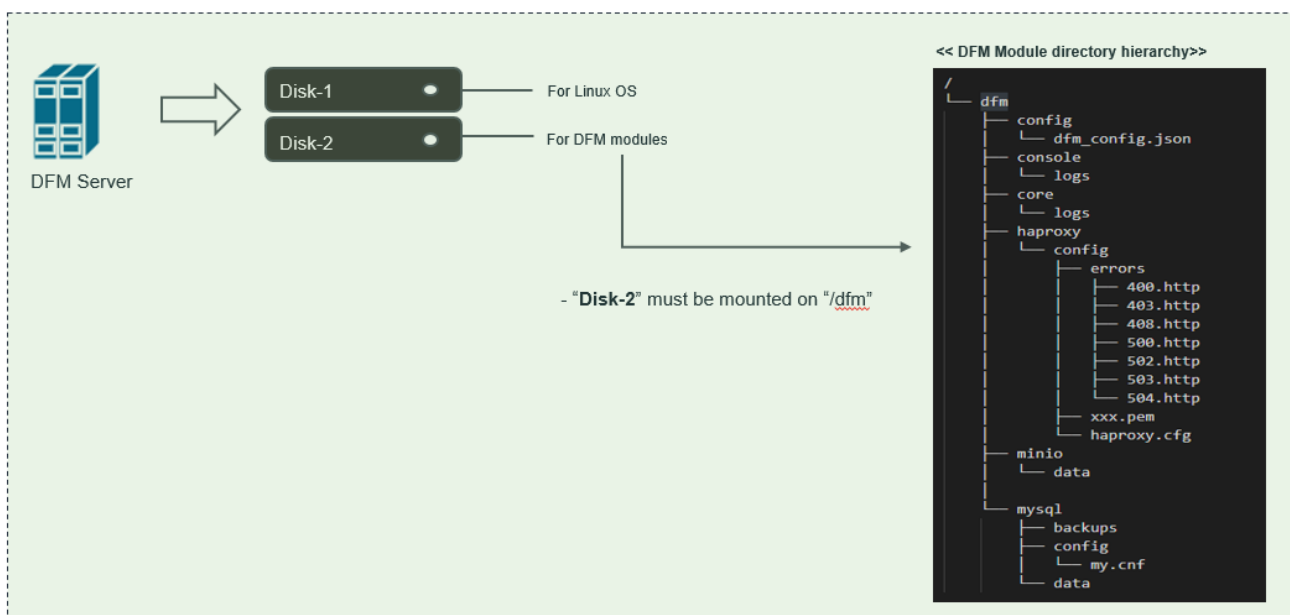 DFM Server
Disk-1
Disk-2
For Linux OS
For DFM modules
- “Disk-2” must be mounted on “/dfm”
<< DFM Module directory hierarchy>>
/
└── dfm
    ├── config
    │   └── dfm_config.json
    ├── console
    │   └── logs
    ├── core
    │   └── logs
    ├── haproxy
    │   └── config
    │       ├── errors
    │       │   ├── 400.http
    │       │   ├── 403.http
    │       │   ├── 408.http
    │       │   ├── 500.http
    │       │   ├── 502.http
    │       │   ├── 503.http
    │       │   └── 504.http
    │       ├── xxx.pem
    │       └── haproxy.cfg
    ├── minio
    │   └── data
    │
    └── mysql
        ├── backups
        ├── config
        │   └── my.cnf
        └── data